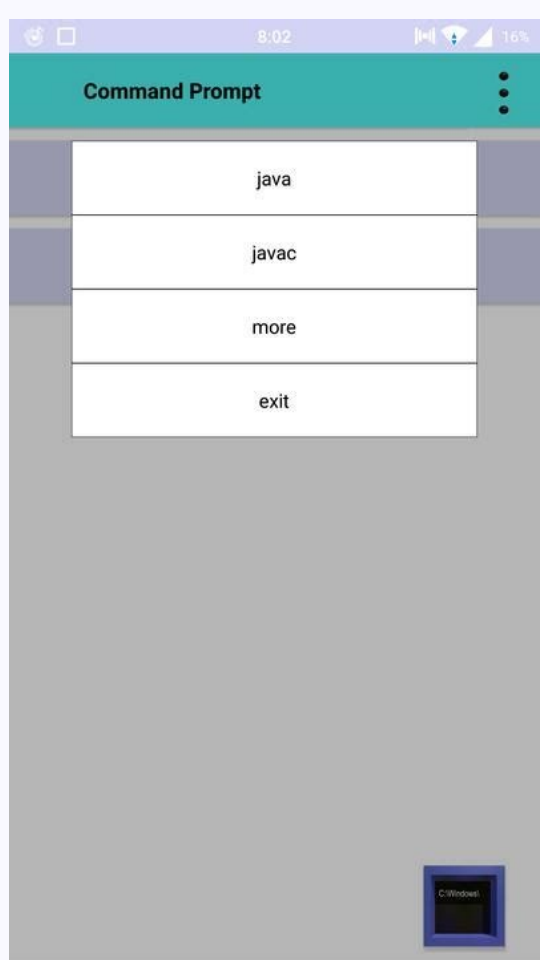 8:02
16%
Command Prompt
java
javac
more
exit
C:\Windows\